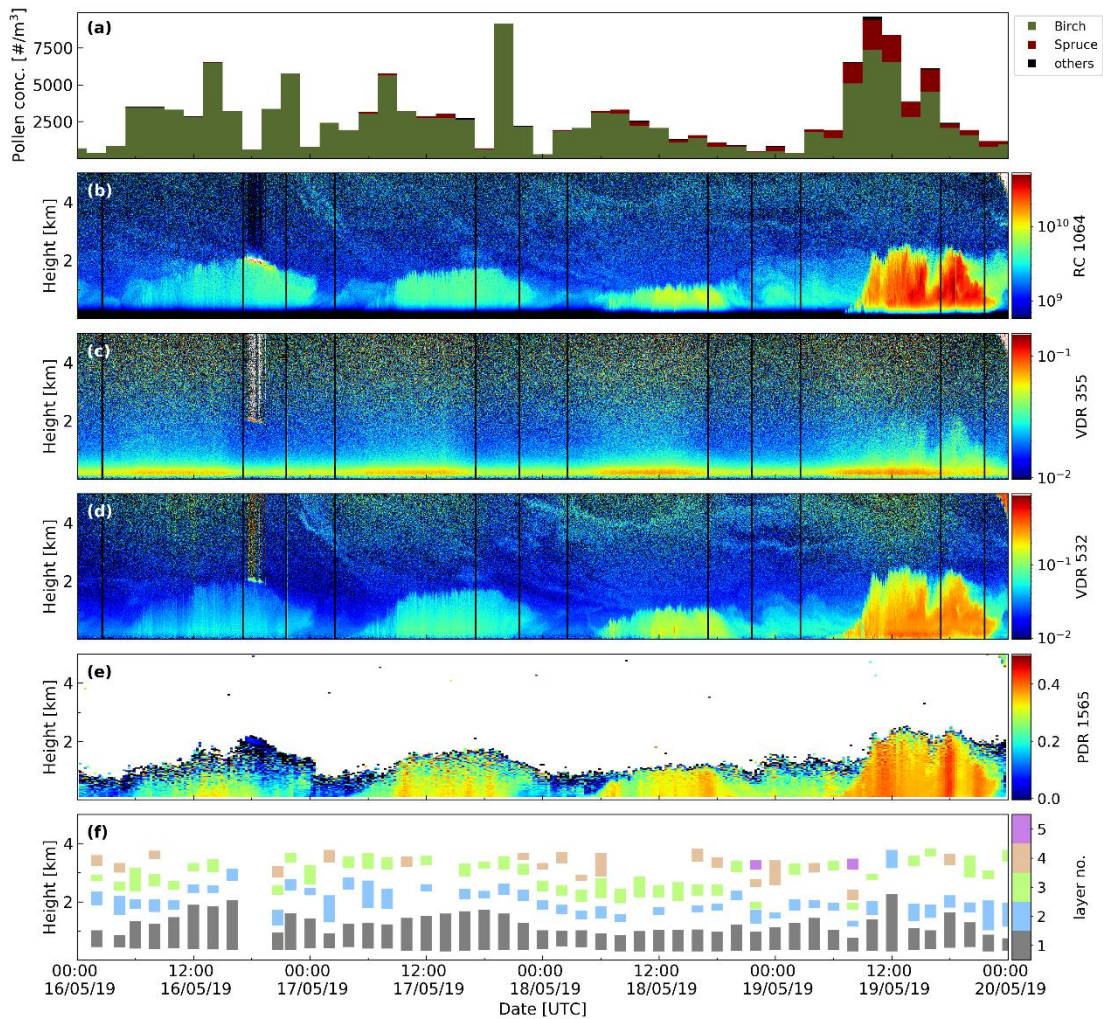 (a)
Pollen conc. [#/m³]
7500
5000
2500
Birch
Spruce
others
(b)
Height [km]
4
2
10¹⁰
10⁹
RC 1064
(c)
Height [km]
4
2
10⁻¹
10⁻²
VDR 355
(d)
Height [km]
4
2
10⁻¹
10⁻²
VDR 532
(e)
Height [km]
4
2
0.4
0.2
0.0
PDR 1565
(f)
Height [km]
4
2
5
4
3
2
1
layer no.
00:00 12:00 00:00 12:00 00:00 12:00 00:00 12:00 00:00
16/05/19 16/05/19 17/05/19 17/05/19 18/05/19 18/05/19 19/05/19 19/05/19 20/05/19
Date [UTC]